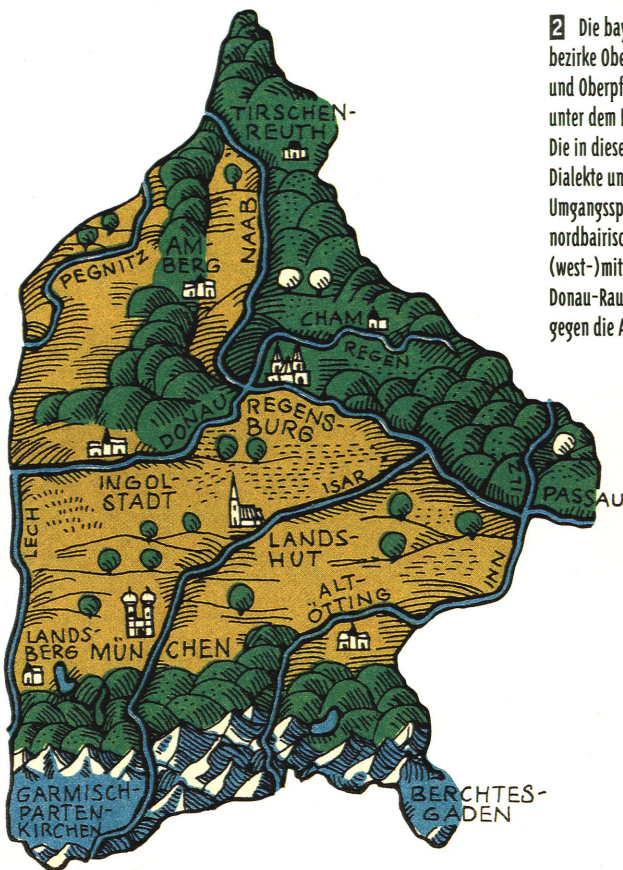 2 Die bay
bezirke Obe
und Oberpf
unter dem
Die in diese
Dialekte un
Umgangssp
nordbairisc
(west-)mit
Donau-Rau
gegen die A
TIRSCHEN-
REUTH
NAAB
PEGNITZ
AM
BERG
CHAM
REGEN
DONAU
REGENS-
BURG
INGOL-
STADT
ISAR
ILZ
PASSAU
LECH
LANDS-
HUT
INN
ALT-
ÖTTING
LANDS-
BERG
MÜN CHEN
GARMISCH-
PARTEN-
KIRCHEN
BERCHTES-
GADEN